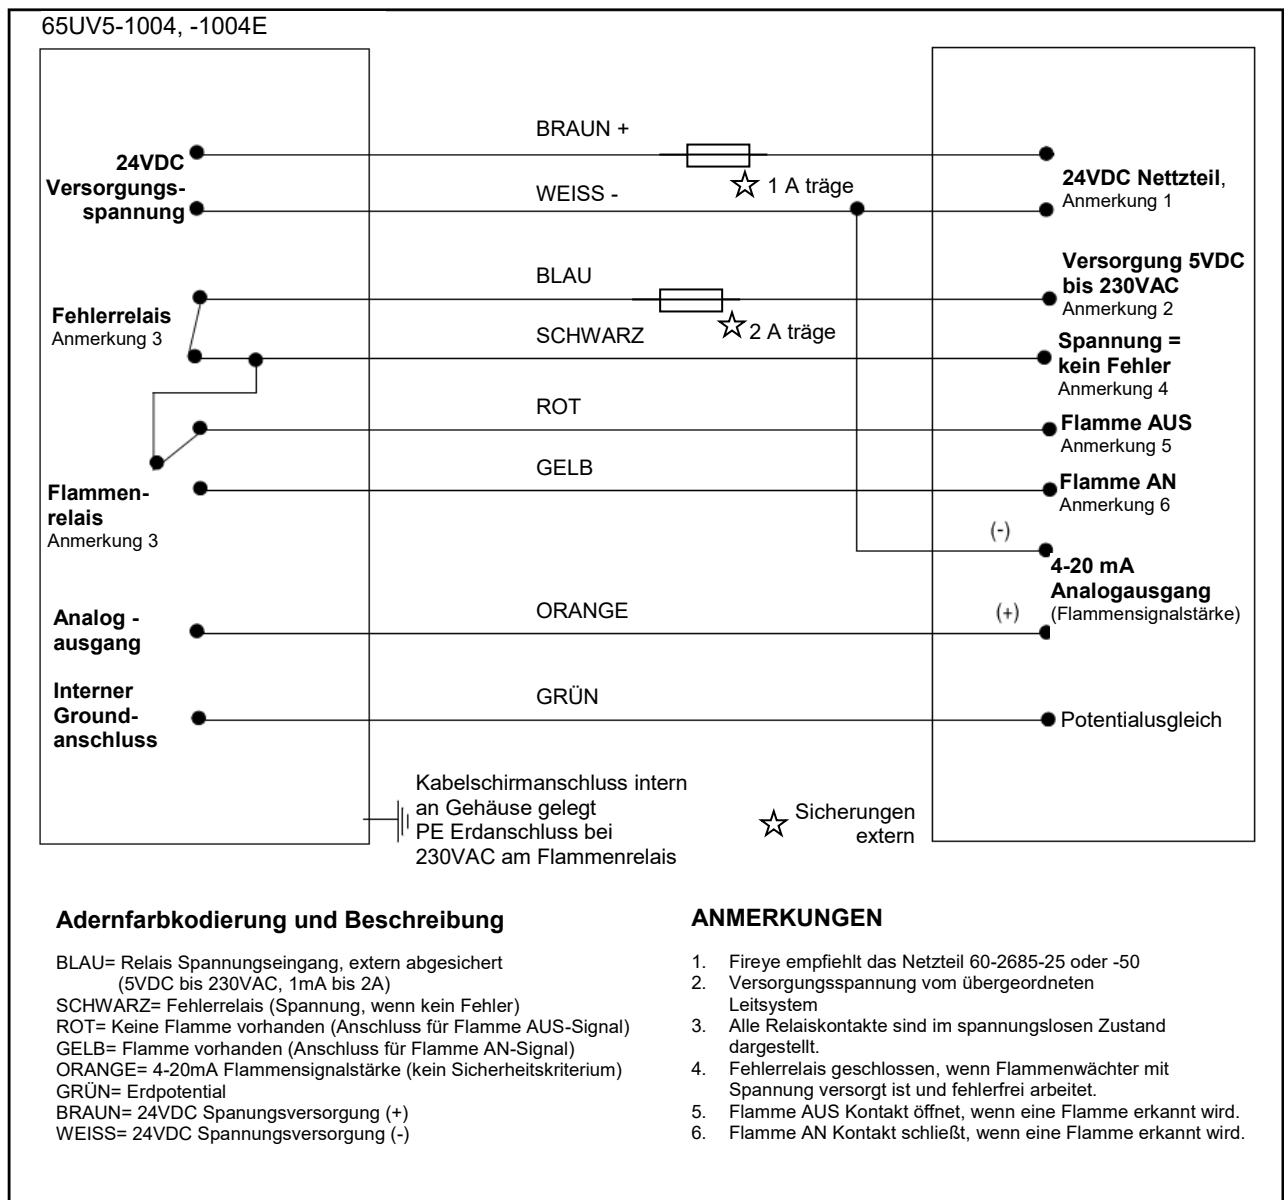 65UV5-1004, -1004E
24VDC
Versorgungs-
spannung
Fehlerrelais
Anmerkung 3
Flammen-
relais
Anmerkung 3
Analog -
ausgang
Interner
Ground-
anschluss
BRAUN +
1 A träge
WEISS -
BLAU
2 A träge
SCHWARZ
ROT
GELB
ORANGE
GRÜN
24VDC Nettzteil,
Anmerkung 1
Versorgung 5VDC
bis 230VAC
Anmerkung 2
Spannung =
kein Fehler
Anmerkung 4
Flamme AUS
Anmerkung 5
Flamme AN
Anmerkung 6
(-)
4-20 mA
Analogausgang
(+)
(Flammensignalstärke)
Potentialusgleich
Kabelschirmanschluss intern
an Gehäuse gelegt
PE Erdanschluss bei
230VAC am Flammenrelais
Sicherungen
extern
Adernfarbkodierung und Beschreibung
BLAU= Relais Spannungseingang, extern abgesichert
(5VDC bis 230VAC, 1mA bis 2A)
SCHWARZ= Fehlerrelais (Spannung, wenn kein Fehler)
ROT= Keine Flamme vorhanden (Anschluss für Flamme AUS-Signal)
GELB= Flamme vorhanden (Anschluss für Flamme AN-Signal)
ORANGE= 4-20mA Flammensignalstärke (kein Sicherheitskriterium)
GRÜN= Erdpotential
BRAUN= 24VDC Spanungsversorgung (+)
WEISS= 24VDC Spannungsversorgung (-)
ANMERKUNGEN
1. Fireye empfiehlt das Netzteil 60-2685-25 oder -50
2. Versorgungsspannung vom übergeordneten
Leitsystem
3. Alle Relaiskontakte sind im spannungslosen Zustand
dargestellt.
4. Fehlerrelais geschlossen, wenn Flammenwächter mit
Spannung versorgt ist und fehlerfrei arbeitet.
5. Flamme AUS Kontakt öffnet, wenn eine Flamme erkannt wird.
6. Flamme AN Kontakt schließt, wenn eine Flamme erkannt wird.